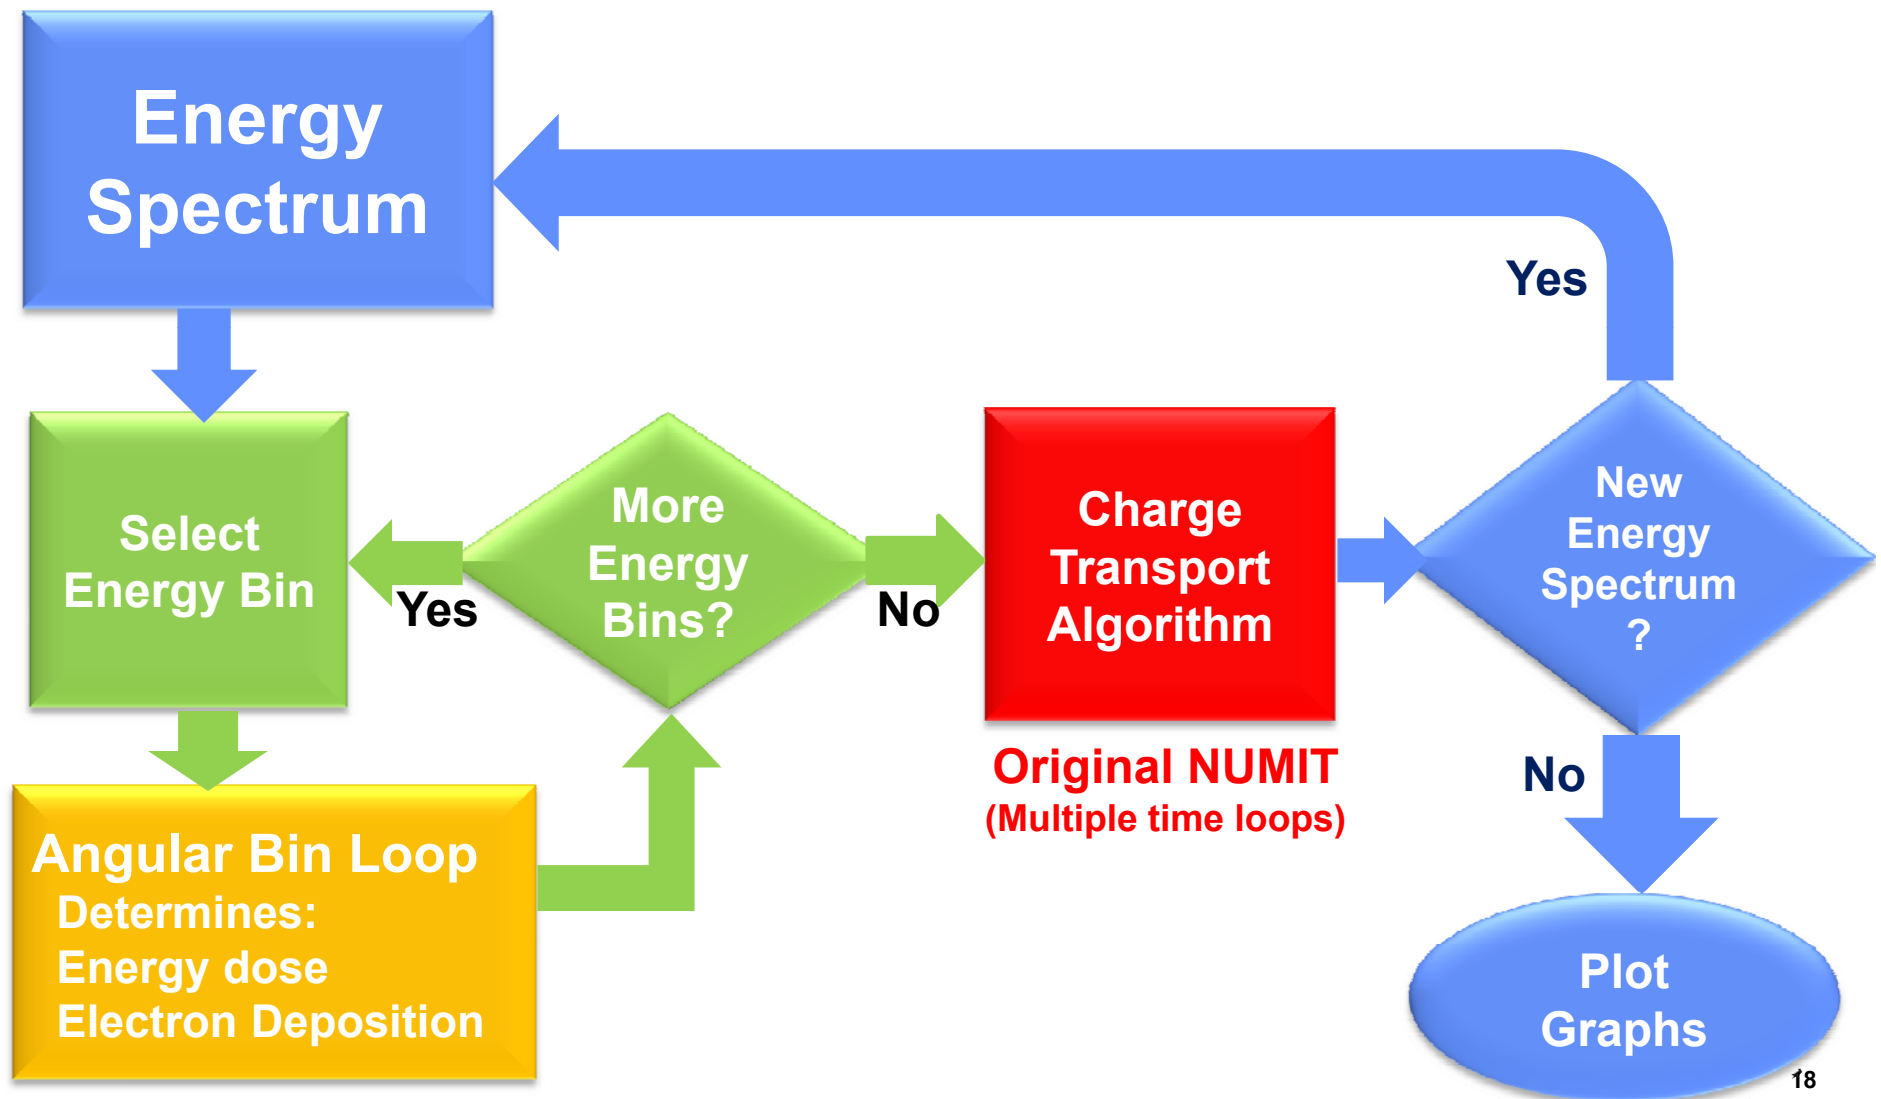 Energy
Spectrum
Yes
Select
Energy Bin
Yes
More
Energy
Bins?
No
Charge
Transport
Algorithm
New
Energy
Spectrum
?
Original NUMIT
(Multiple time loops)
No
Angular Bin Loop
Determines:
Energy dose
Electron Deposition
Plot
Graphs
18